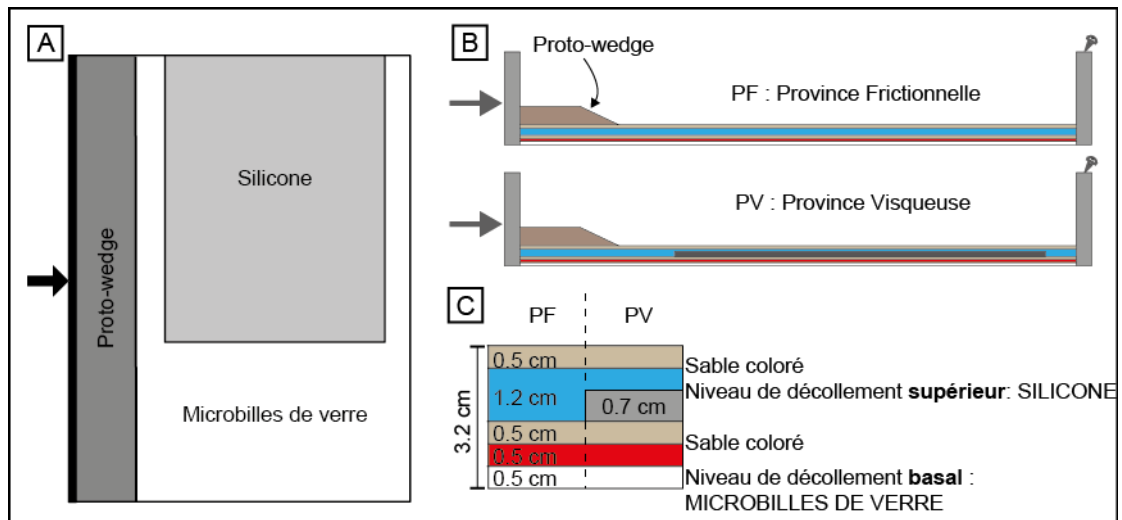 A
Proto-wedge
Silicone
Microbilles de verre
B
Proto-wedge
PF : Province Frictionnelle
PV : Province Visqueuse
C
PF
PV
3.2 cm
0.5 cm
Sable coloré
1.2 cm
0.7 cm
Niveau de décollement supérieur: SILICONE
0.5 cm
Sable coloré
0.5 cm
0.5 cm
Niveau de décollement basal :
MICROBILLES DE VERRE